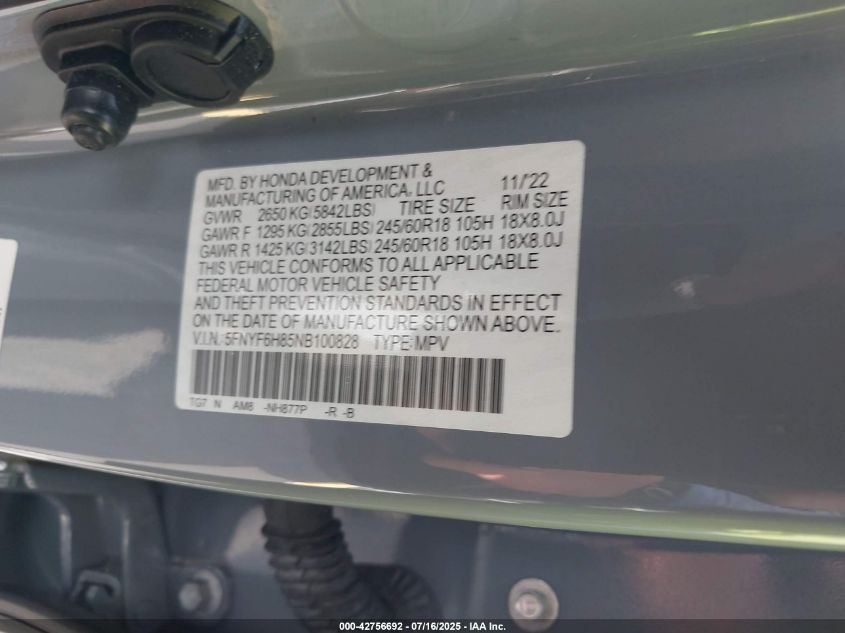 MFD. BY HONDA DEVELOPMENT &
MANUFACTURING OF AMERICA, LLC 11/'22
GVWR 2650 KG(5842LBS) TIRE SIZE RIM SIZE
GAWR F 1295 KG(2855LBS) 245/60R18 105H 18X8.0J
GAWR R 1425 KG(3142LBS) 245/60R18 105H 18X8.0J
THIS VEHICLE CONFORMS TO ALL APPLICABLE
FEDERAL MOTOR VEHICLE SAFETY
AND THEFT PREVENTION STANDARDS IN EFFECT
ON THE DATE OF MANUFACTURE SHOWN ABOVE.
V.I.N.: 5FNYF6H85NB100828 TYPE:MPV
TG7 N AM8 -NH877P -R -B
000-42756692 - 07/16/2025 - IAA Inc.